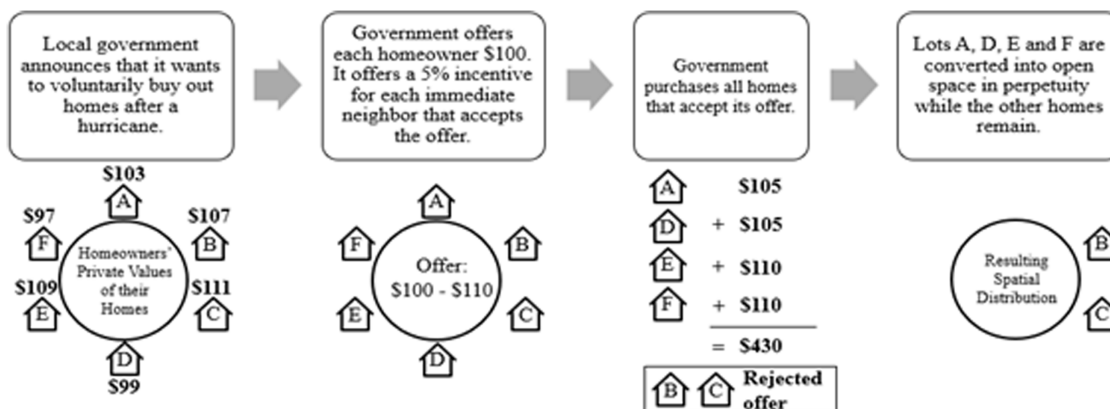 Local government
announces that it wants
to voluntarily buy out
homes after a
hurricane.
Government offers
each homeowner $100.
It offers a 5% incentive
for each immediate
neighbor that accepts
the offer.
Government
purchases all homes
that accept its offer.
Lots A, D, E and F are
converted into open
space in perpetuity
while the other homes
remain.
$103
A
$97
F
$107
B
Homeowners'
Private Values
of their
Homes
$109
E
$111
C
D
$99
A
F
B
Offer:
$100 - $110
E
C
D
A $105
D + $105
E + $110
F + $110
= $430
B C Rejected
offer
B
Resulting
Spatial
Distribution
C